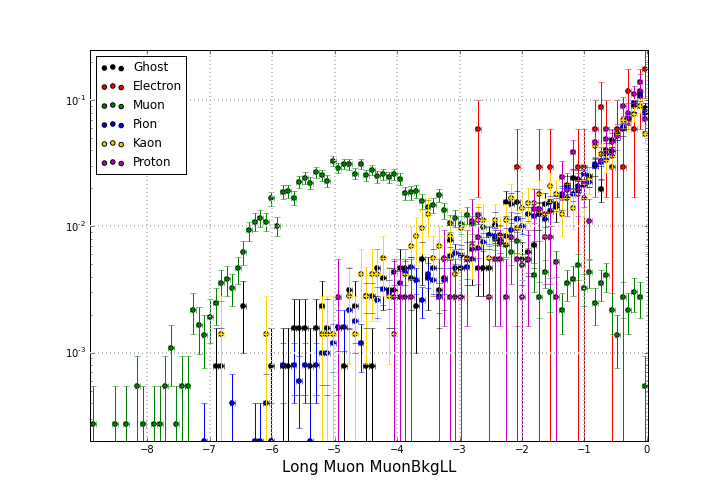 Ghost
Electron
Muon
Pion
Kaon
Proton
10⁻¹
10⁻²
10⁻³
−8 −7 −6 −5 −4 −3 −2 −1 0
Long Muon MuonBkgLL